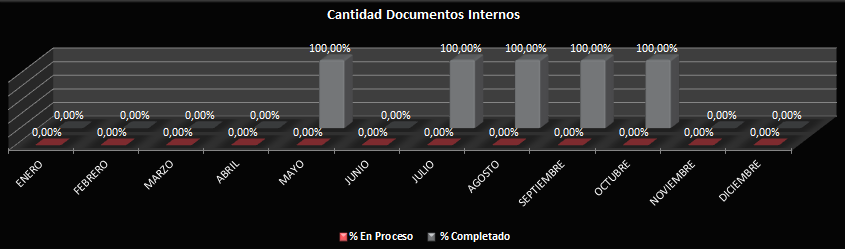 Cantidad Documentos Internos
100,00% 100,00% 100,00% 100,00% 100,00%
0,00% 0,00% 0,00% 0,00% 0,00% 0,00% 0,00%
0,00% 0,00% 0,00% 0,00% 0,00% 0,00% 0,00% 0,00% 0,00% 0,00% 0,00% 0,00%
ENERO FEBRERO MARZO ABRIL MAYO JUNIO JULIO AGOSTO SEPTIEMBRE OCTUBRE NOVIEMBRE DICIEMBRE
% En Proceso % Completado